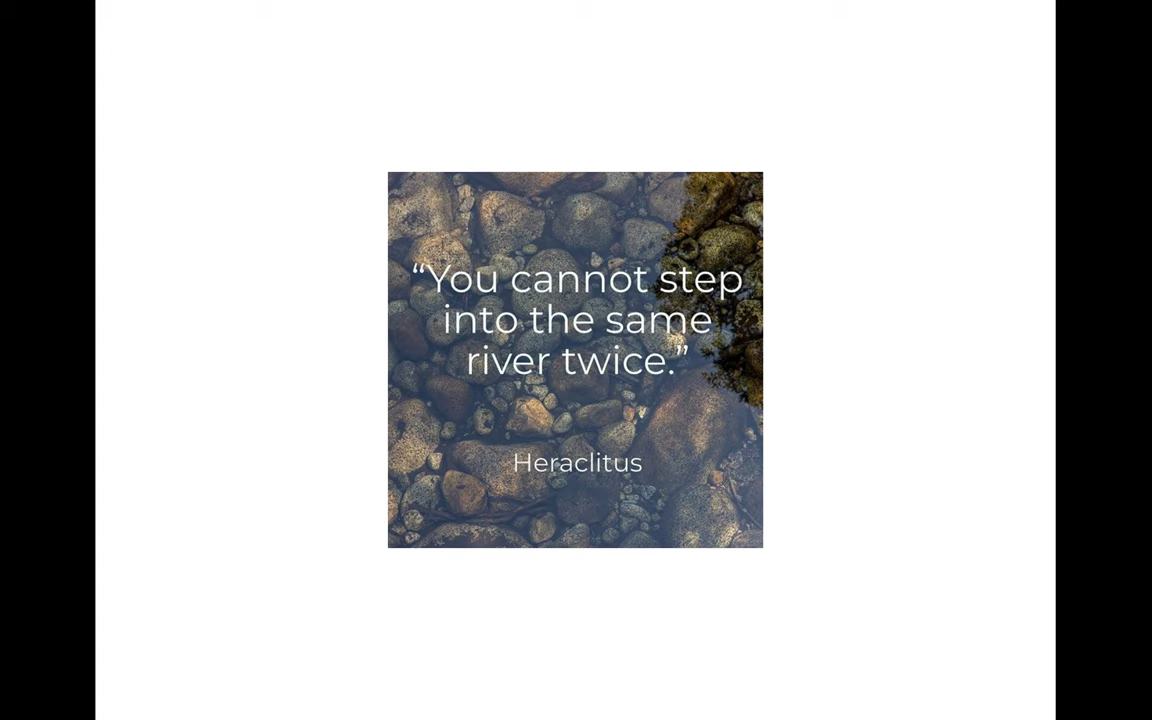 “You cannot step
into the same
river twice.”
Heraclitus